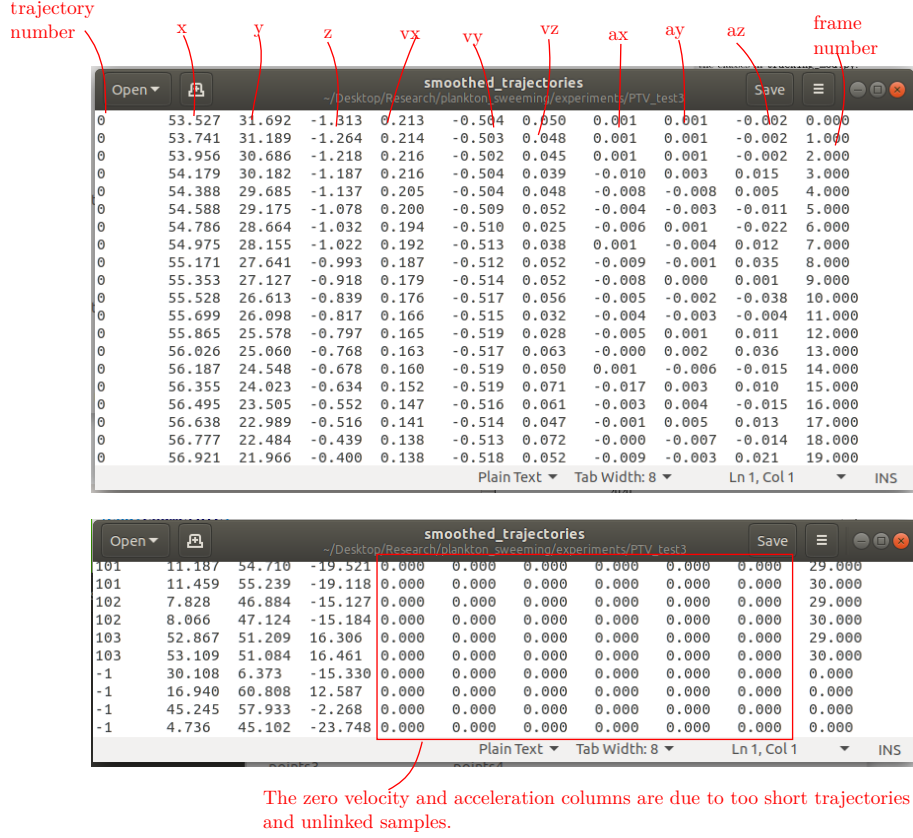 trajectory
number
x
y
z
vx
vy
vz
ax
ay
az
frame
number
Open
smoothed_trajectories
~/Desktop/Research/plankton_sweeming/experiments/PTV_test3
Save
0 53.527 31.692 -1.313 0.213 -0.504 0.050 0.001 0.001 -0.002 0.000
0 53.741 31.189 -1.264 0.214 -0.503 0.048 0.001 0.001 -0.002 1.000
0 53.956 30.686 -1.218 0.216 -0.502 0.045 0.001 0.001 -0.002 2.000
0 54.179 30.182 -1.187 0.216 -0.504 0.039 -0.010 0.003 0.015 3.000
0 54.388 29.685 -1.137 0.205 -0.504 0.048 -0.008 -0.008 0.005 4.000
0 54.588 29.175 -1.078 0.200 -0.509 0.052 -0.004 -0.003 -0.011 5.000
0 54.786 28.664 -1.032 0.194 -0.510 0.025 -0.006 0.001 -0.022 6.000
0 54.975 28.155 -1.022 0.192 -0.513 0.038 0.001 -0.004 0.012 7.000
0 55.171 27.641 -0.993 0.187 -0.512 0.052 -0.009 -0.001 0.035 8.000
0 55.353 27.127 -0.918 0.179 -0.514 0.052 -0.008 0.000 0.001 9.000
0 55.528 26.613 -0.839 0.176 -0.517 0.056 -0.005 -0.002 -0.038 10.000
0 55.699 26.098 -0.817 0.166 -0.515 0.032 -0.004 -0.003 -0.004 11.000
0 55.865 25.578 -0.797 0.165 -0.519 0.028 -0.005 0.001 0.011 12.000
0 56.026 25.060 -0.768 0.163 -0.517 0.063 -0.000 0.002 0.036 13.000
0 56.187 24.548 -0.678 0.160 -0.519 0.050 0.001 -0.006 -0.015 14.000
0 56.355 24.023 -0.634 0.152 -0.519 0.071 -0.017 0.003 0.010 15.000
0 56.495 23.505 -0.552 0.147 -0.516 0.061 -0.003 0.004 -0.015 16.000
0 56.638 22.989 -0.516 0.141 -0.514 0.047 -0.001 0.005 0.013 17.000
0 56.777 22.484 -0.439 0.138 -0.513 0.072 -0.000 -0.007 -0.014 18.000
0 56.921 21.966 -0.400 0.138 -0.518 0.052 -0.009 -0.003 0.021 19.000
Plain Text Tab Width: 8 Ln 1, Col 1 INS
Open
smoothed_trajectories
~/Desktop/Research/plankton_sweeming/experiments/PTV_test3
Save
101 11.187 54.710 -19.521 0.000 0.000 0.000 0.000 0.000 0.000 29.000
101 11.459 55.239 -19.118 0.000 0.000 0.000 0.000 0.000 0.000 30.000
102 7.828 46.884 -15.127 0.000 0.000 0.000 0.000 0.000 0.000 29.000
102 8.066 47.124 -15.184 0.000 0.000 0.000 0.000 0.000 0.000 30.000
103 52.867 51.209 16.306 0.000 0.000 0.000 0.000 0.000 0.000 29.000
103 53.109 51.084 16.461 0.000 0.000 0.000 0.000 0.000 0.000 30.000
-1 30.108 6.373 -15.330 0.000 0.000 0.000 0.000 0.000 0.000 0.000
-1 16.940 60.808 12.587 0.000 0.000 0.000 0.000 0.000 0.000 0.000
-1 45.245 57.933 -2.268 0.000 0.000 0.000 0.000 0.000 0.000 0.000
-1 4.736 45.102 -23.748 0.000 0.000 0.000 0.000 0.000 0.000 0.000
Plain Text Tab Width: 8 Ln 1, Col 1 INS
The zero velocity and acceleration columns are due to too short trajectories
and unlinked samples.